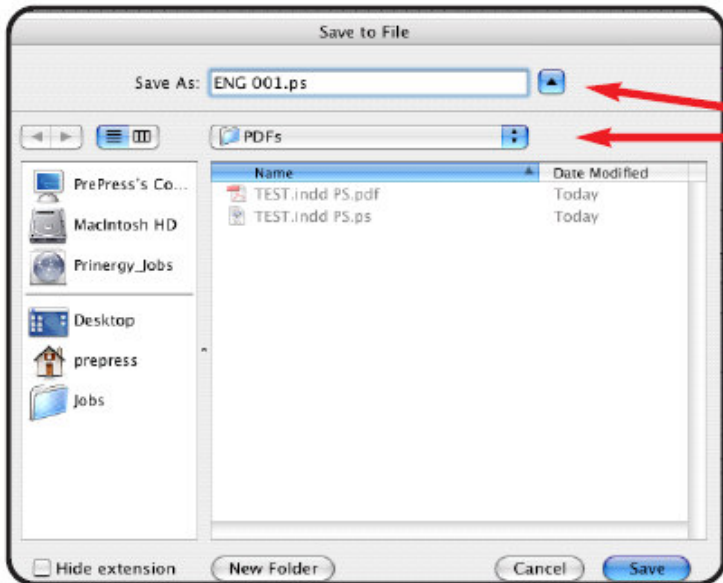 Save to File
Save As: ENG 001.ps
PDFs
Name Date Modified
PrePress's Co...
TEST.indd PS.pdf Today
TEST.indd PS.ps Today
Macintosh HD
Prinergy_Jobs
Desktop
prepress
Jobs
Hide extension New Folder Cancel Save